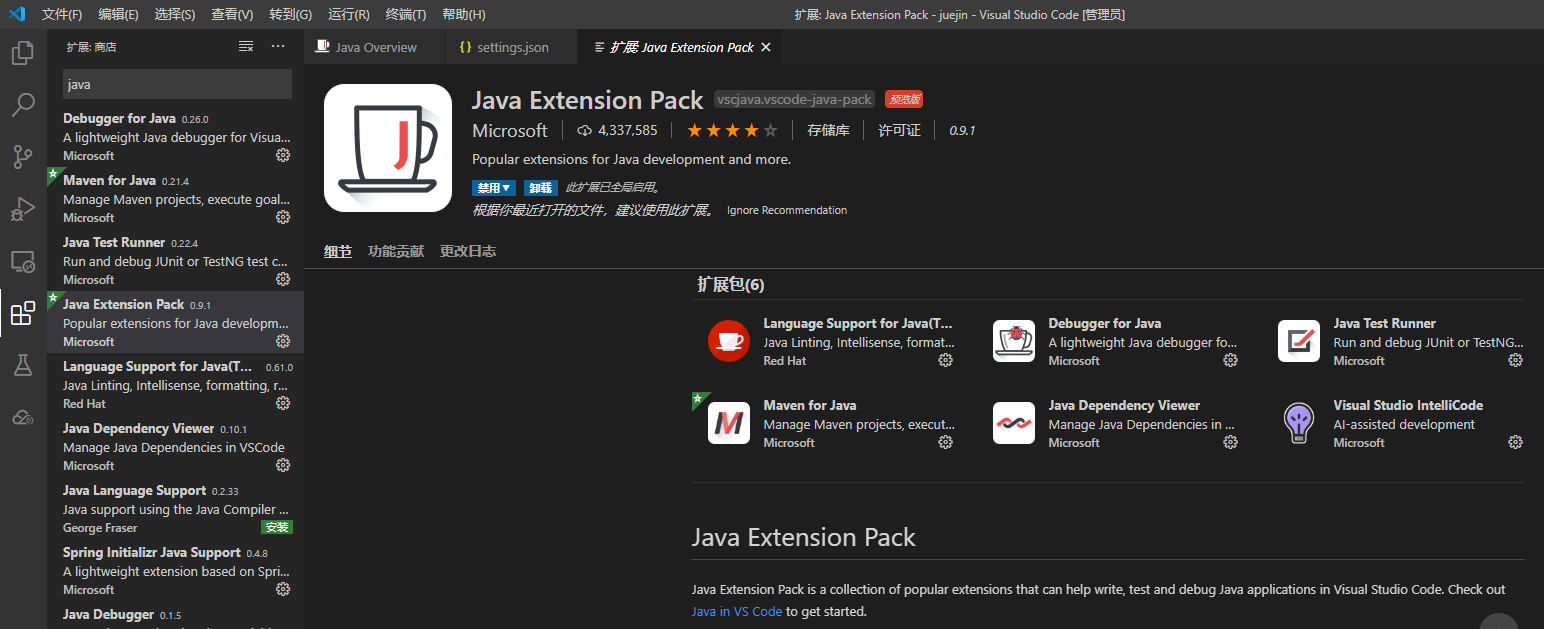 文件(F) 编辑(E) 选择(S) 查看(V) 转到(G) 运行(R) 终端(T) 帮助(H)
扩展: Java Extension Pack - juejin - Visual Studio Code [管理员]
扩展: 商店
java
Debugger for Java 0.26.0
A lightweight Java debugger for Visua...
Microsoft
Maven for Java 0.21.4
Manage Maven projects, execute goal...
Microsoft
Java Test Runner 0.22.4
Run and debug JUnit or TestNG test c...
Microsoft
Java Extension Pack 0.9.1
Popular extensions for Java developm...
Microsoft
Language Support for Java(T... 0.61.0
Java Linting, Intellisense, formatting, r...
Red Hat
Java Dependency Viewer 0.10.1
Manage Java Dependencies in VSCode
Microsoft
Java Language Support 0.2.33
Java support using the Java Compiler ...
George Fraser 安装
Spring Initializr Java Support 0.4.8
A lightweight extension based on Spri...
Microsoft
Java Debugger 0.1.5
Java Overview
{} settings.json
扩展: Java Extension Pack
Java Extension Pack vscjava.vscode-java-pack 预览版
Microsoft 4,337,585 存储库 许可证 0.9.1
Popular extensions for Java development and more.
禁用 卸载 此扩展已全局启用。
根据你最近打开的文件，建议使用此扩展。 Ignore Recommendation
细节 功能贡献 更改日志
扩展包(6)
Language Support for Java(T...
Java Linting, Intellisense, format...
Red Hat
Debugger for Java
A lightweight Java debugger fo...
Microsoft
Java Test Runner
Run and debug JUnit or TestNG...
Microsoft
Maven for Java
Manage Maven projects, execut...
Microsoft
Java Dependency Viewer
Manage Java Dependencies in ...
Microsoft
Visual Studio IntelliCode
AI-assisted development
Microsoft
Java Extension Pack
Java Extension Pack is a collection of popular extensions that can help write, test and debug Java applications in Visual Studio Code. Check out
Java in VS Code to get started.